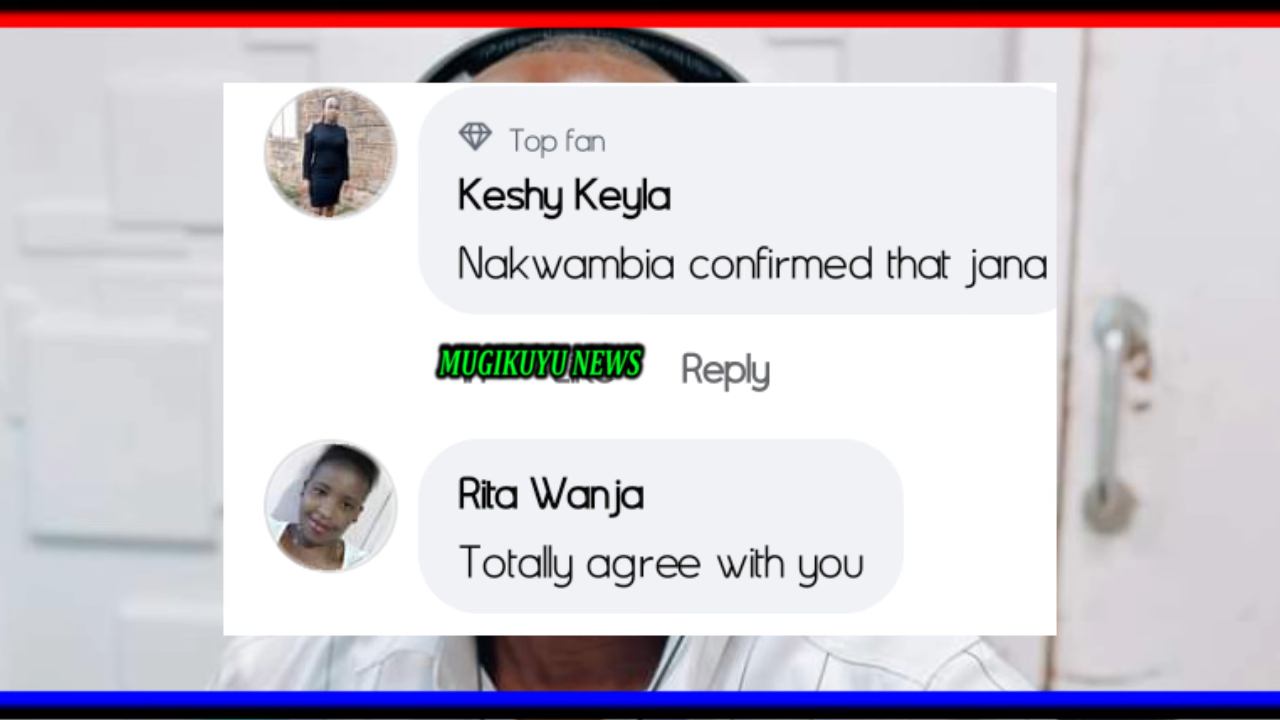 Top fan
Keshy Keyla
Nakwambia confirmed that jana
MUGIKUYU NEWS
Reply
Rita Wanja
Totally agree with you